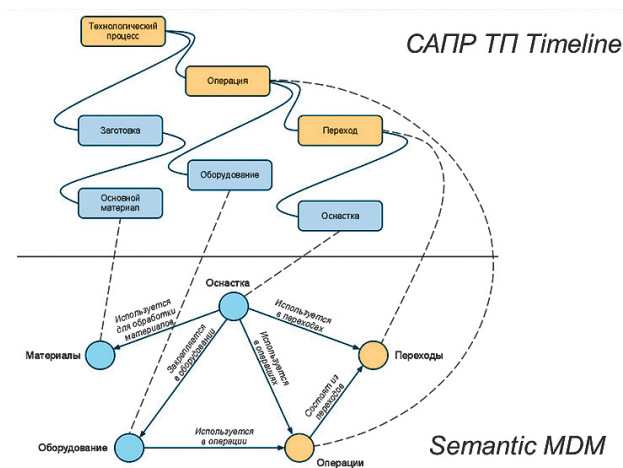 Технологический
процесс
САПР ТП Timeline
Операция
Заготовка
Переход
Оборудование
Основной
материал
Оснастка
Оснастка
Используется
для обработки
материалов
Закрепляется
в оборудовании
Используется
в операциях
Используется
в переходах
Материалы
Переходы
Состоят из
переходов
Используется
в операции
Оборудование
Операции
Semantic MDM